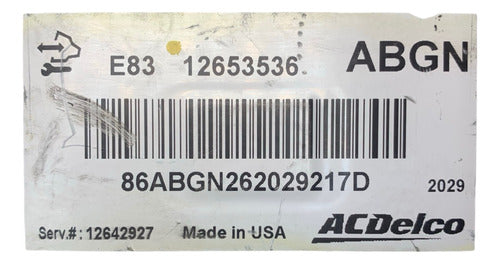 E83 12653536 ABGN
86ABGN262029217D
2029
Serv.#: 12642927 Made in USA ACDelco